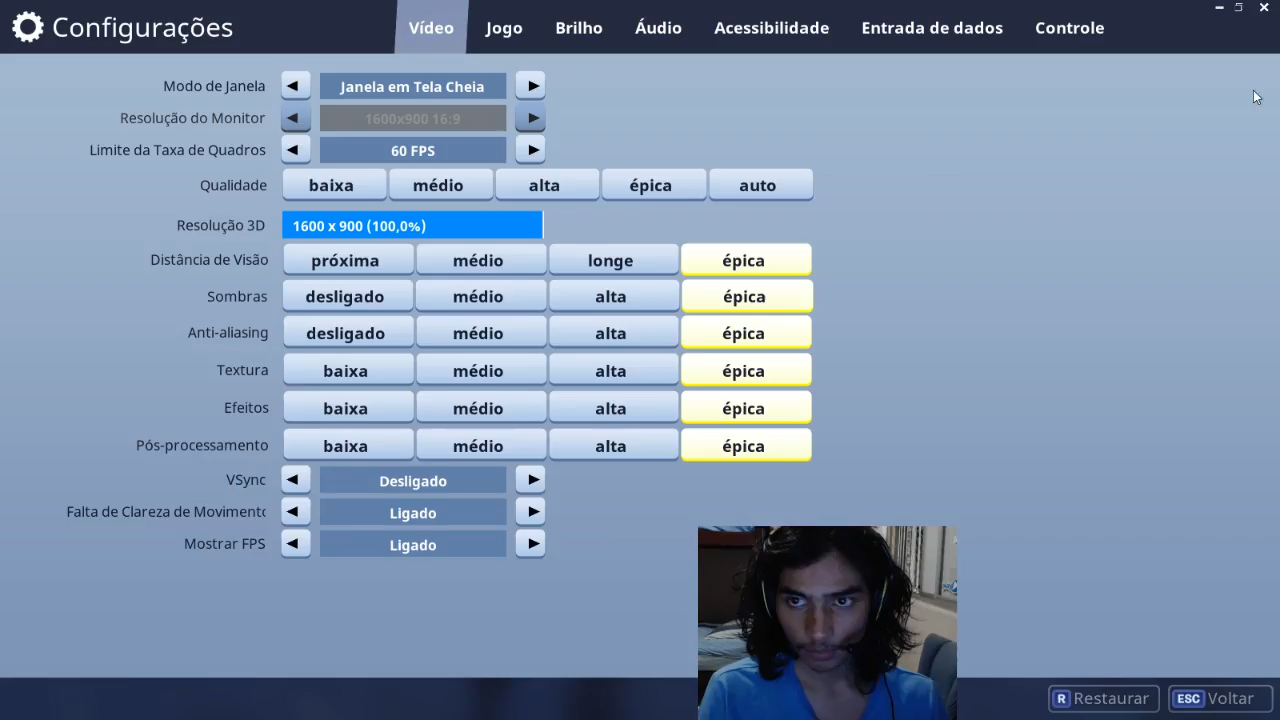 Configurações
Vídeo Jogo Brilho Áudio Acessibilidade Entrada de dados Controle
Modo de Janela Janela em Tela Cheia
Resolução do Monitor 1600x900 16:9
Limite da Taxa de Quadros 60 FPS
Qualidade baixa médio alta épica auto
Resolução 3D 1600 x 900 (100,0%)
Distância de Visão próxima médio longe épica
Sombras desligado médio alta épica
Anti-aliasing desligado médio alta épica
Textura baixa médio alta épica
Efeitos baixa médio alta épica
Pós-processamento baixa médio alta épica
VSync Desligado
Falta de Clareza de Movimento Ligado
Mostrar FPS Ligado
R Restaurar ESC Voltar